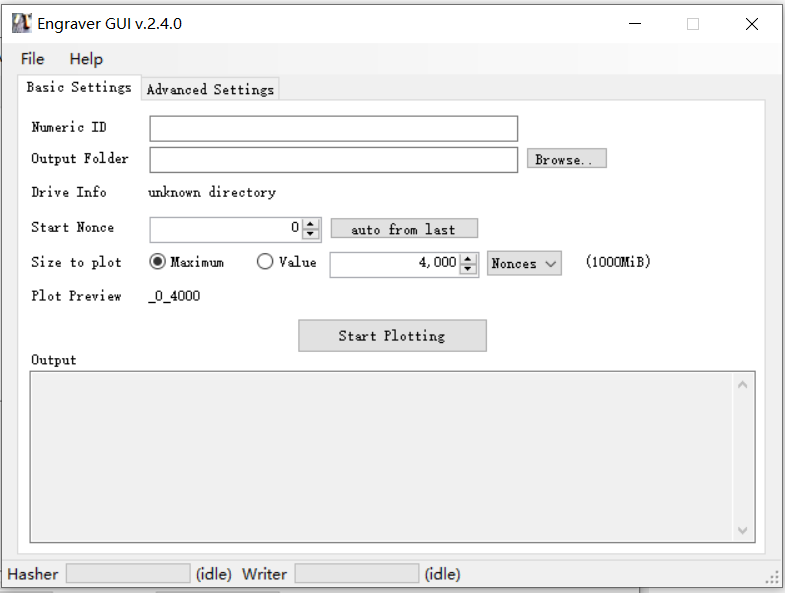 Engraver GUI v.2.4.0
File Help
Basic Settings Advanced Settings
Numeric ID
Output Folder Browse..
Drive Info unknown directory
Start Nonce 0 auto from last
Size to plot Maximum Value 4,000 Nonces (1000MiB)
Plot Preview _0_4000
Start Plotting
Output
Hasher (idle) Writer (idle)